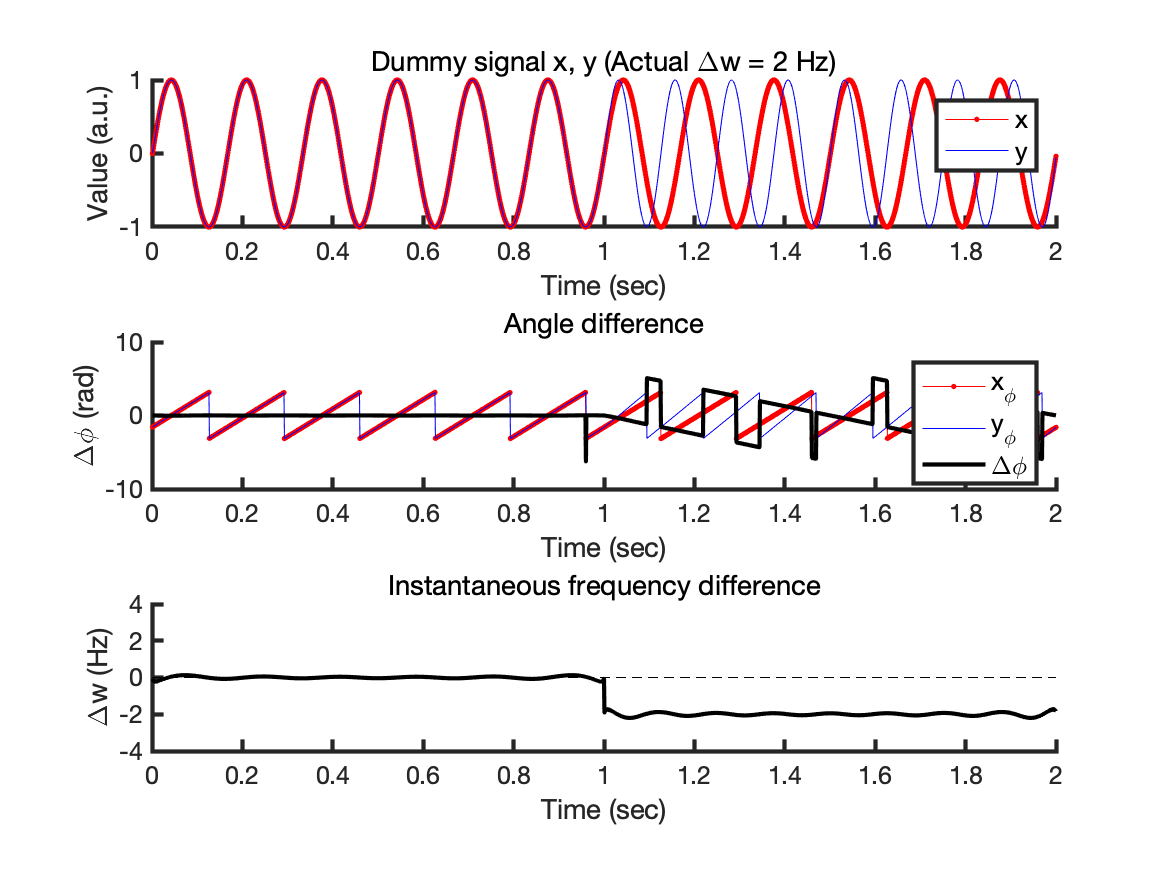 Dummy signal x, y (Actual Δw = 2 Hz)
1
0
-1
Value (a.u.)
x
y
0 0.2 0.4 0.6 0.8 1 1.2 1.4 1.6 1.8 2
Time (sec)
Angle difference
10
0
-10
Δϕ (rad)
xϕ
yϕ
Δϕ
0 0.2 0.4 0.6 0.8 1 1.2 1.4 1.6 1.8 2
Time (sec)
Instantaneous frequency difference
4
2
0
-2
-4
Δw (Hz)
0 0.2 0.4 0.6 0.8 1 1.2 1.4 1.6 1.8 2
Time (sec)